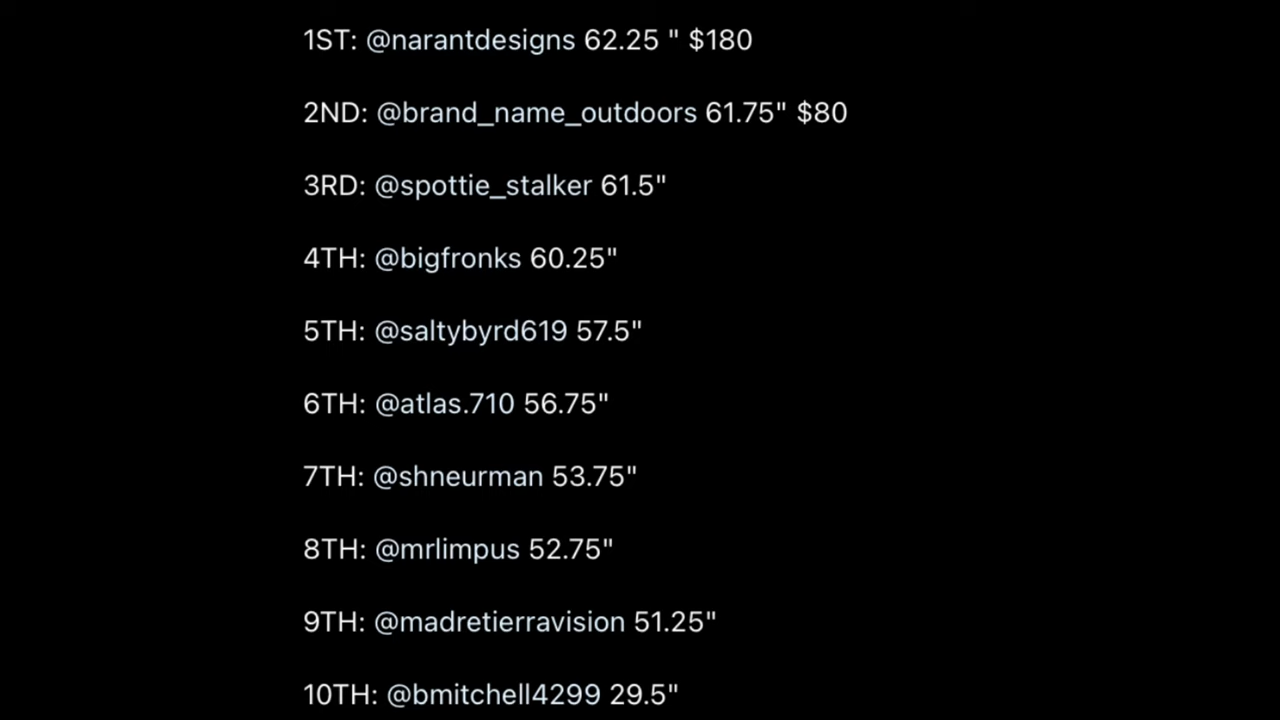 1ST: @narantdesigns 62.25 " $180
2ND: @brand_name_outdoors 61.75" $80
3RD: @spottie_stalker 61.5"
4TH: @bigfronks 60.25"
5TH: @saltybyrd619 57.5"
6TH: @atlas.710 56.75"
7TH: @shneurman 53.75"
8TH: @mrlimpus 52.75"
9TH: @madretierravision 51.25"
10TH: @bmitchell4299 29.5"